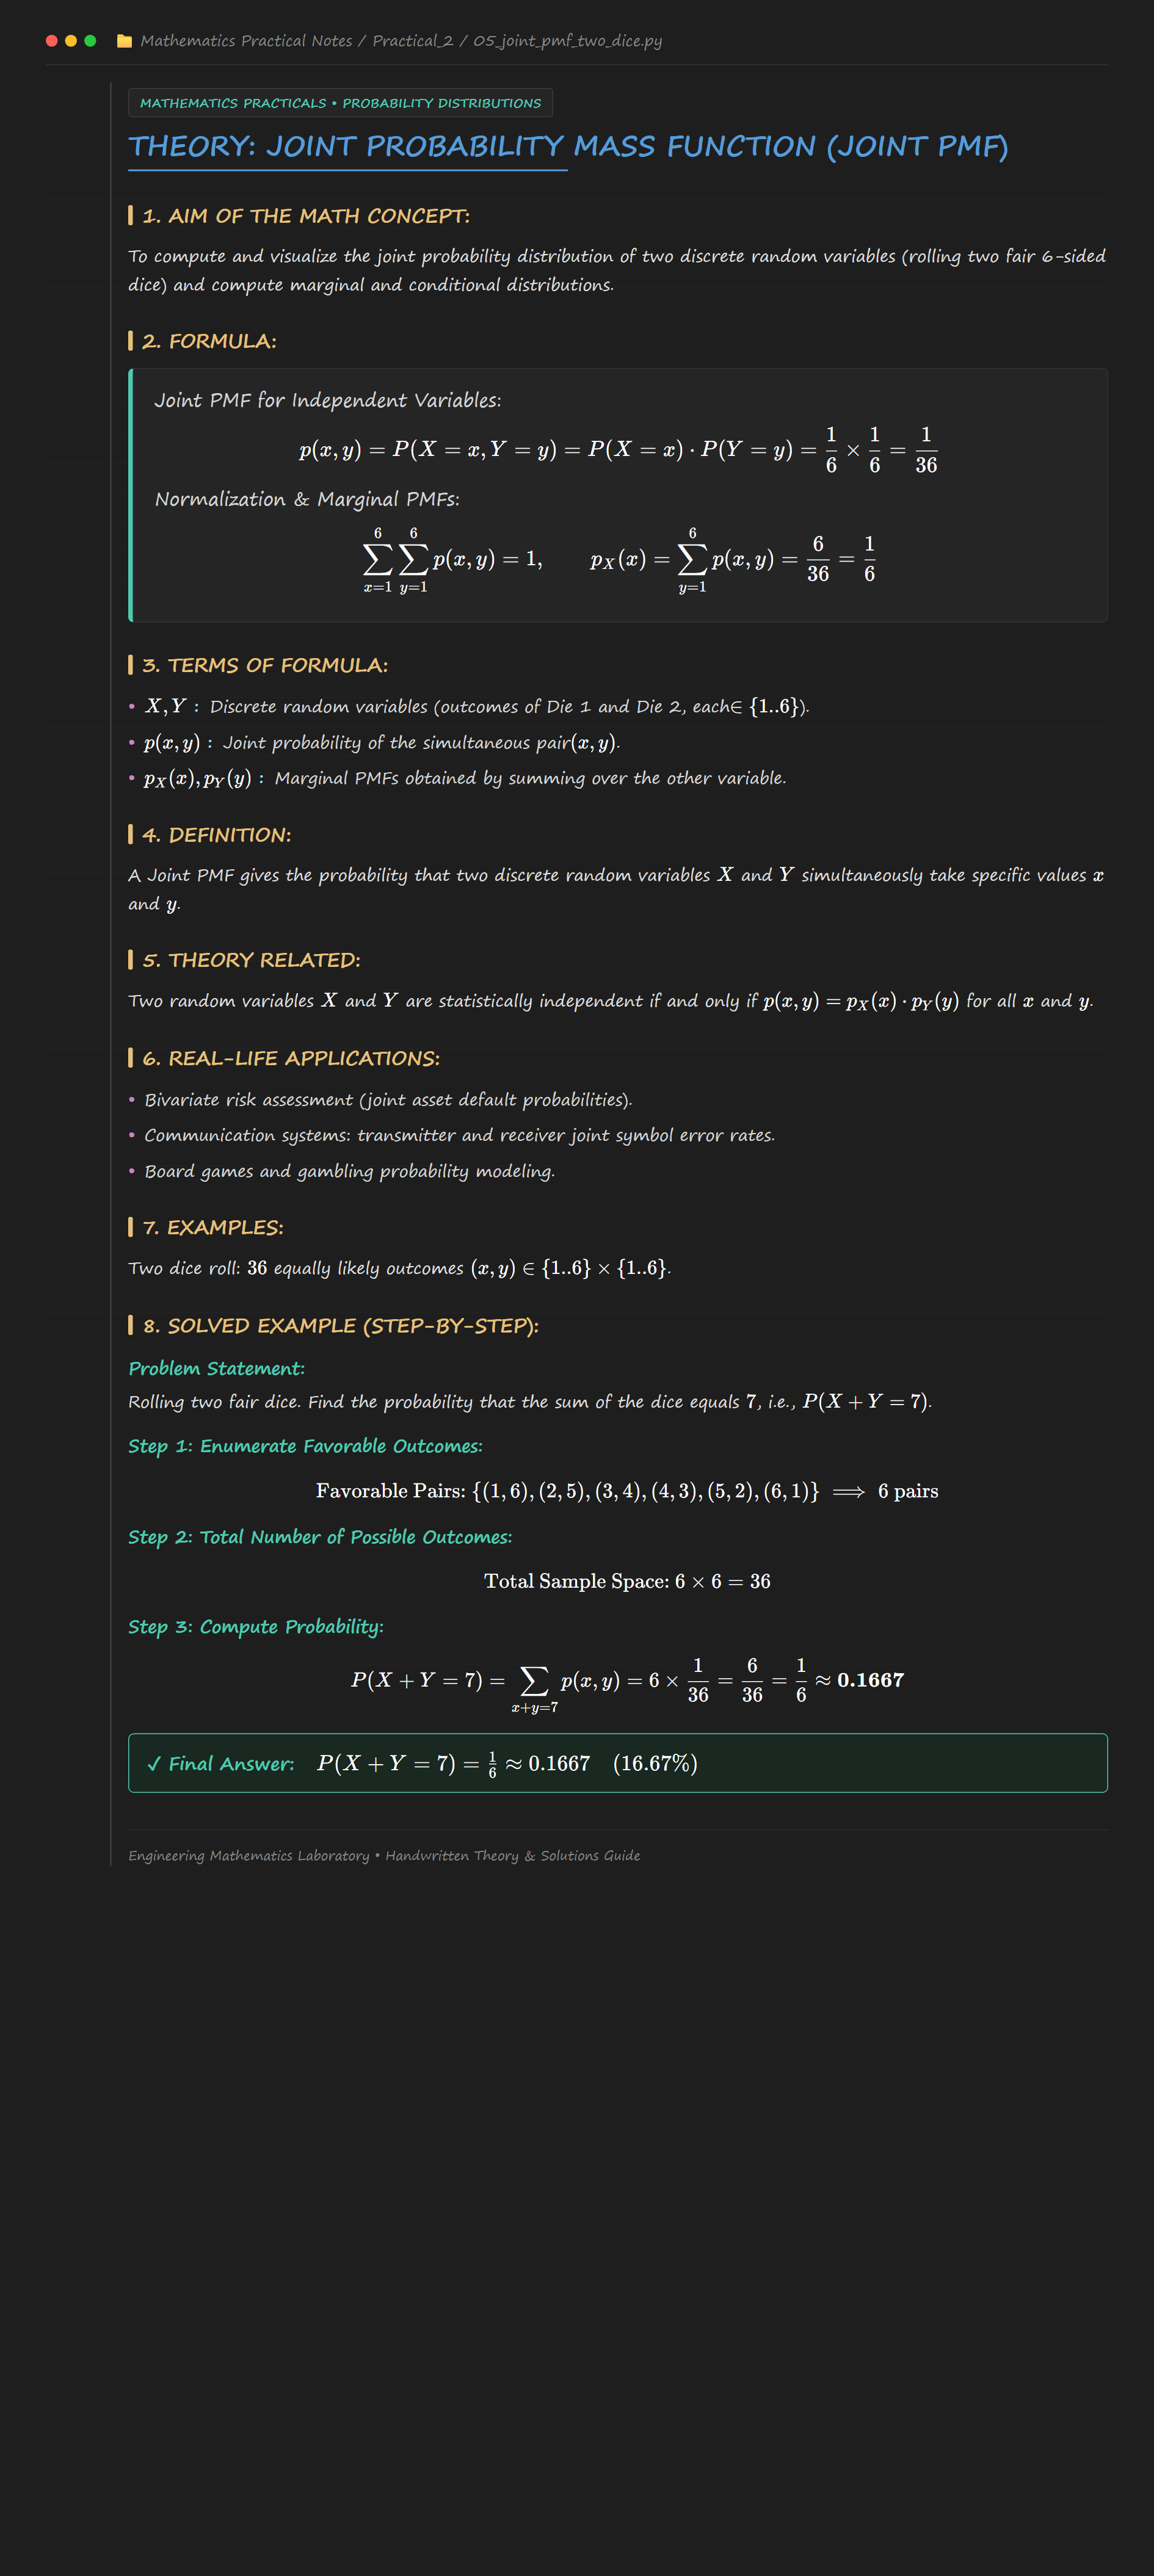 Mathematics Practical Notes / Practical_2 / 05_joint_pmf_two_dice.py
MATHEMATICS PRACTICALS • PROBABILITY DISTRIBUTIONS
THEORY: JOINT PROBABILITY MASS FUNCTION (JOINT PMF)
1. AIM OF THE MATH CONCEPT:
To compute and visualize the joint probability distribution of two discrete random variables (rolling two fair 6-sided
dice) and compute marginal and conditional distributions.
2. FORMULA:
Joint PMF for Independent Variables:
p(x, y) = P(X = x, Y = y) = P(X = x) · P(Y = y) = 1/6 × 1/6 = 1/36
Normalization & Marginal PMFs:
∑_{x=1}^{6} ∑_{y=1}^{6} p(x, y) = 1, p_X(x) = ∑_{y=1}^{6} p(x, y) = 6/36 = 1/6
3. TERMS OF FORMULA:
• X, Y : Discrete random variables (outcomes of Die 1 and Die 2, each∈ {1..6}).
• p(x, y) : Joint probability of the simultaneous pair(x, y).
• p_X(x), p_Y(y) : Marginal PMFs obtained by summing over the other variable.
4. DEFINITION:
A Joint PMF gives the probability that two discrete random variables X and Y simultaneously take specific values x
and y.
5. THEORY RELATED:
Two random variables X and Y are statistically independent if and only if p(x, y) = p_X(x) · p_Y(y) for all x and y.
6. REAL-LIFE APPLICATIONS:
• Bivariate risk assessment (joint asset default probabilities).
• Communication systems: transmitter and receiver joint symbol error rates.
• Board games and gambling probability modeling.
7. EXAMPLES:
Two dice roll: 36 equally likely outcomes (x, y) ∈ {1..6} × {1..6}.
8. SOLVED EXAMPLE (STEP-BY-STEP):
Problem Statement:
Rolling two fair dice. Find the probability that the sum of the dice equals 7, i.e., P(X + Y = 7).
Step 1: Enumerate Favorable Outcomes:
Favorable Pairs: {(1, 6), (2, 5), (3, 4), (4, 3), (5, 2), (6, 1)} ⟹ 6 pairs
Step 2: Total Number of Possible Outcomes:
Total Sample Space: 6 × 6 = 36
Step 3: Compute Probability:
P(X + Y = 7) = ∑_{x+y=7} p(x, y) = 6 × 1/36 = 6/36 = 1/6 ≈ 0.1667
✓ Final Answer: P(X + Y = 7) = 1/6 ≈ 0.1667 (16.67%)
Engineering Mathematics Laboratory • Handwritten Theory & Solutions Guide